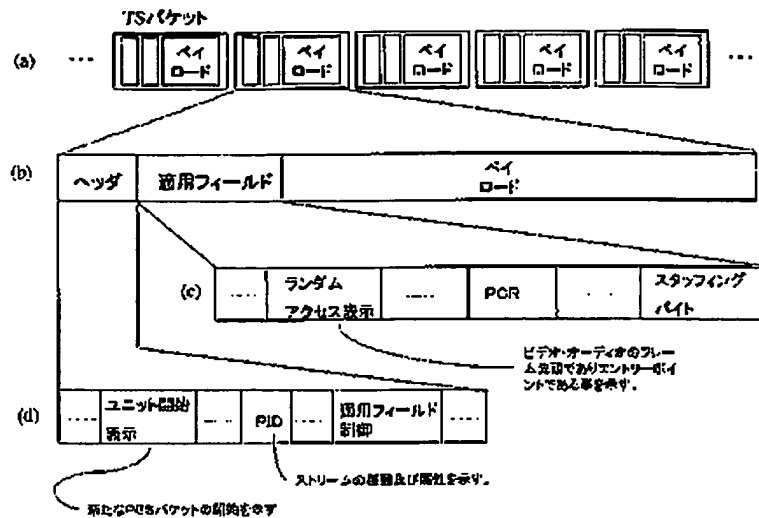 TSパケット
(a) … ペイ ペイ ペイ ペイ ペイ …
ロード ロード ロード ロード ロード
(b) ヘッダ 適用フィールド ペイ
ロード
(c) ..... ランダム ..... PCR ..... スタッフィング
アクセス表示 バイト
ビデオ・オーディオのフレー
ム先頭でありエントリーポイ
ントである事を示す。
(d) ..... ユニット開始 ..... PID ..... 適用フィールド .....
表示 制御
ストリームの種類及び属性を示す。
新たなPESパケットの開始を示す